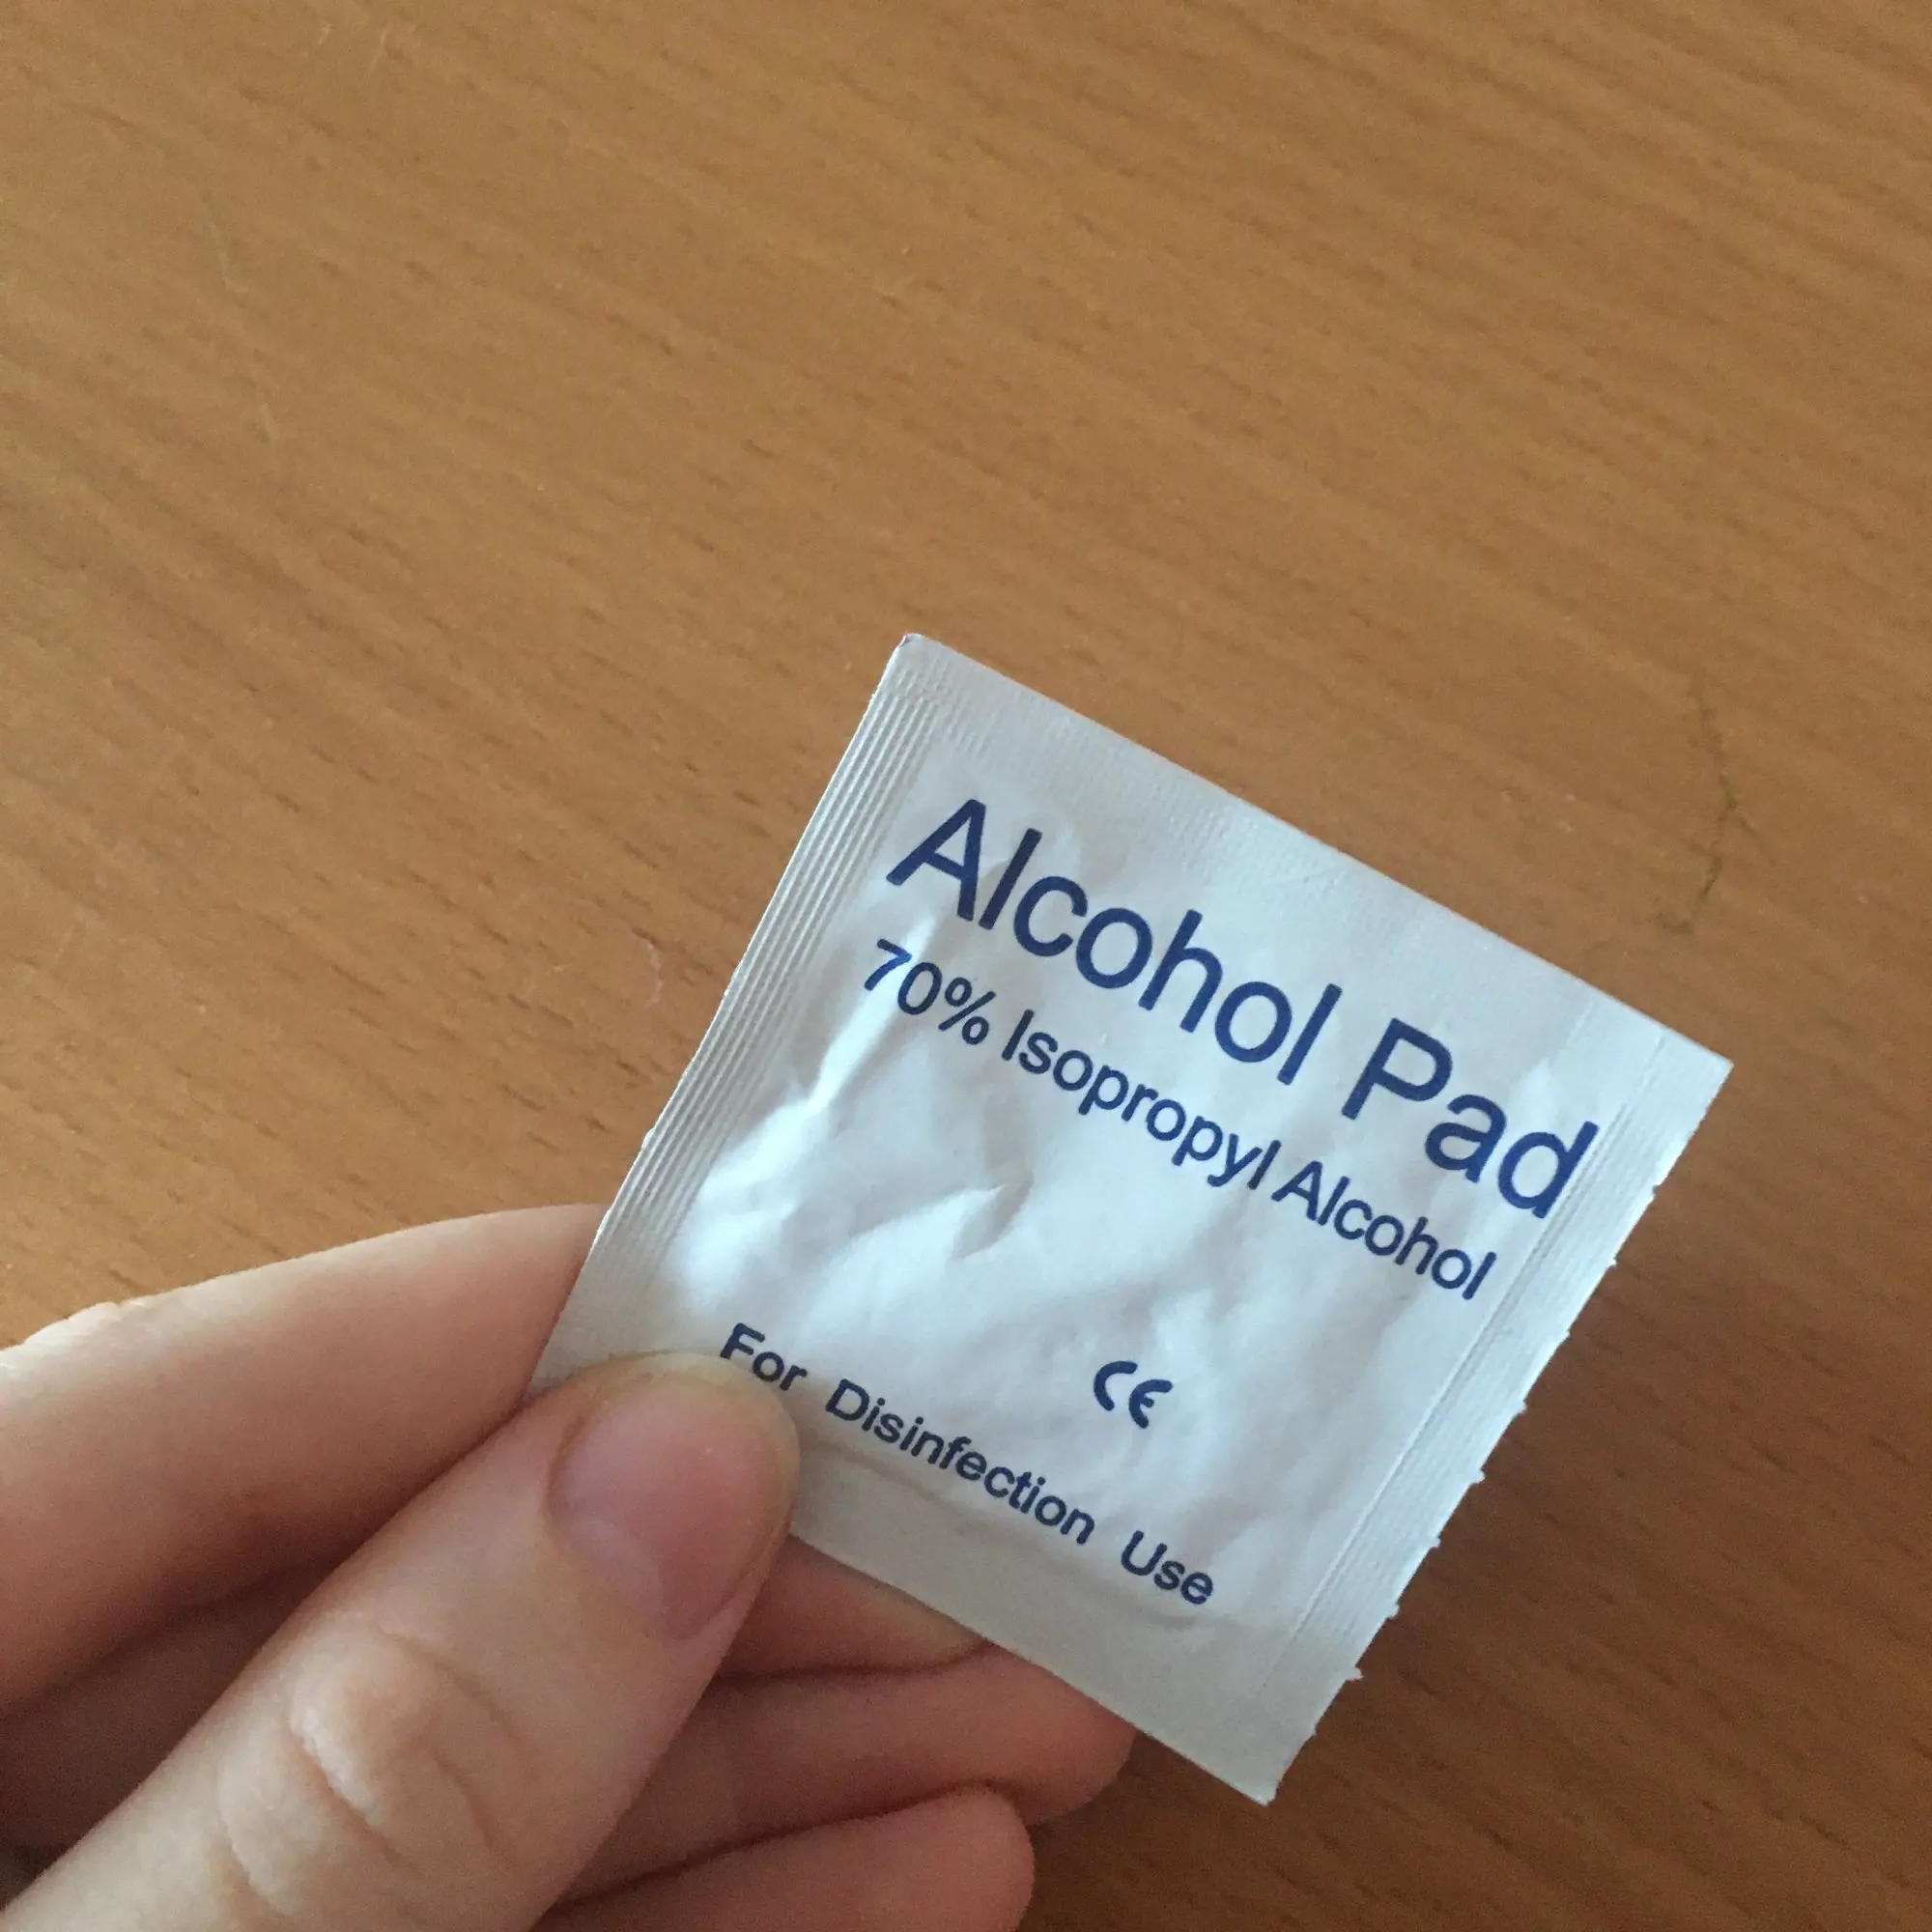 Alcohol Pad
70% Isopropyl Alcohol
CE
For Disinfection Use